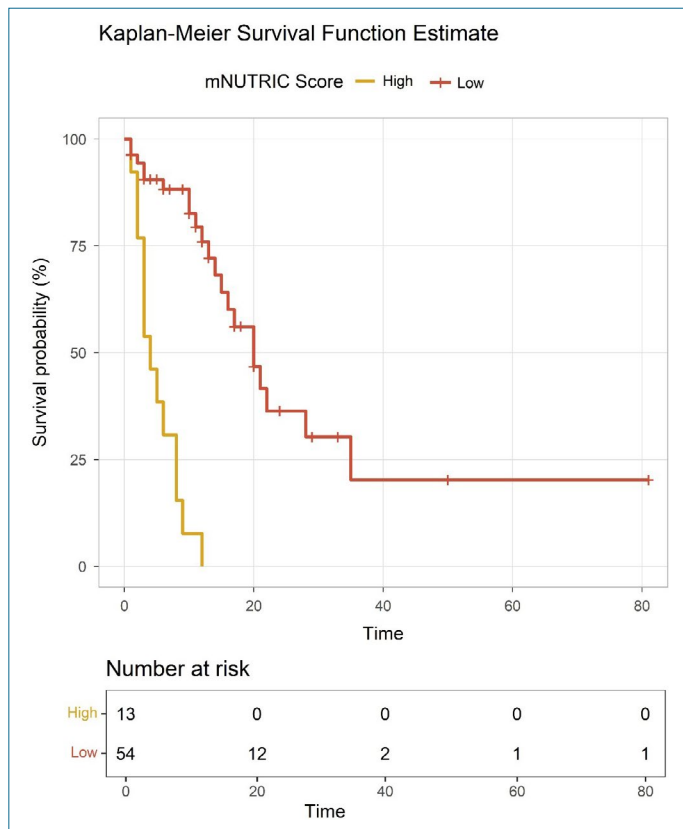 Kaplan-Meier Survival Function Estimate
mNUTRIC Score High Low
100
75
50
25
0
Survival probability (%)
0 20 40 60 80
Time
Number at risk
High 13 0 0 0 0
Low 54 12 2 1 1
0 20 40 60 80
Time